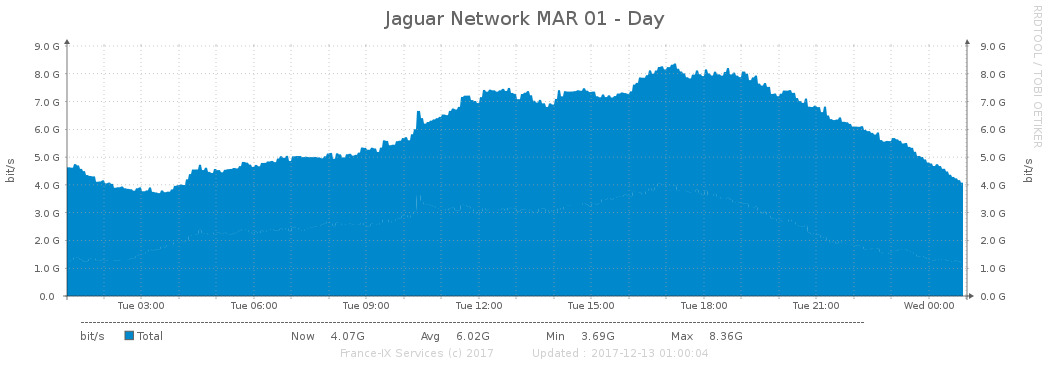 Jaguar Network MAR 01 - Day
RRDTOOL / TOBI OETIKER
9.0 G 9.0 G
8.0 G 8.0 G
7.0 G 7.0 G
6.0 G 6.0 G
5.0 G 5.0 G
4.0 G 4.0 G
3.0 G 3.0 G
2.0 G 2.0 G
1.0 G 1.0 G
0.0 0.0 G
bit/s
bit/s
Tue 03:00 Tue 06:00 Tue 09:00 Tue 12:00 Tue 15:00 Tue 18:00 Tue 21:00 Wed 00:00
bit/s Total Now 4.07G Avg 6.02G Min 3.69G Max 8.36G
France-IX Services (c) 2017 Updated : 2017-12-13 01:00:04